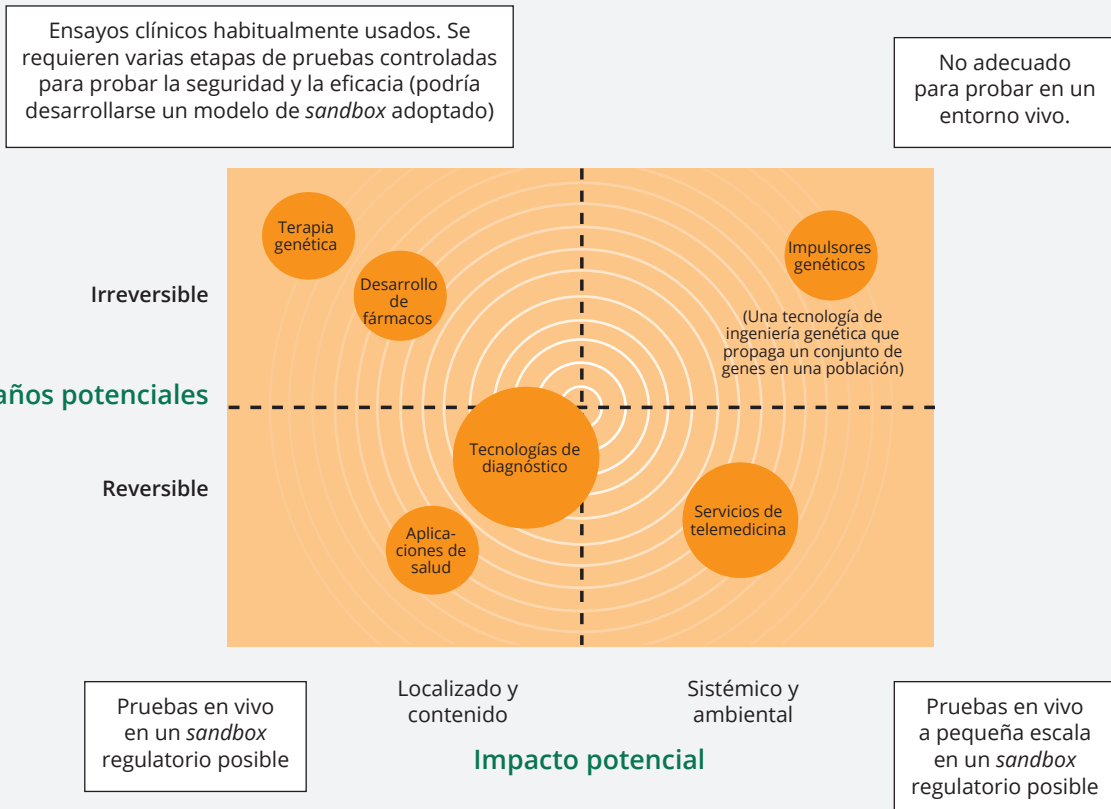 Ensayos clínicos habitualmente usados. Se
requieren varias etapas de pruebas controladas
para probar la seguridad y la eficacia (podría
desarrollarse un modelo de sandbox adoptado)
No adecuado
para probar en un
entorno vivo.
Terapia
genética
Desarrollo
de
fármacos
Impulsores
genéticos
(Una tecnología de
ingeniería genética que
propaga un conjunto de
genes en una población)
Irreversible
años potenciales
Reversible
Tecnologías de
diagnóstico
Aplica-
ciones de
salud
Servicios de
telemedicina
Localizado y
contenido
Sistémico y
ambiental
Impacto potencial
Pruebas en vivo
en un sandbox
regulatorio posible
Pruebas en vivo
a pequeña escala
en un sandbox
regulatorio posible